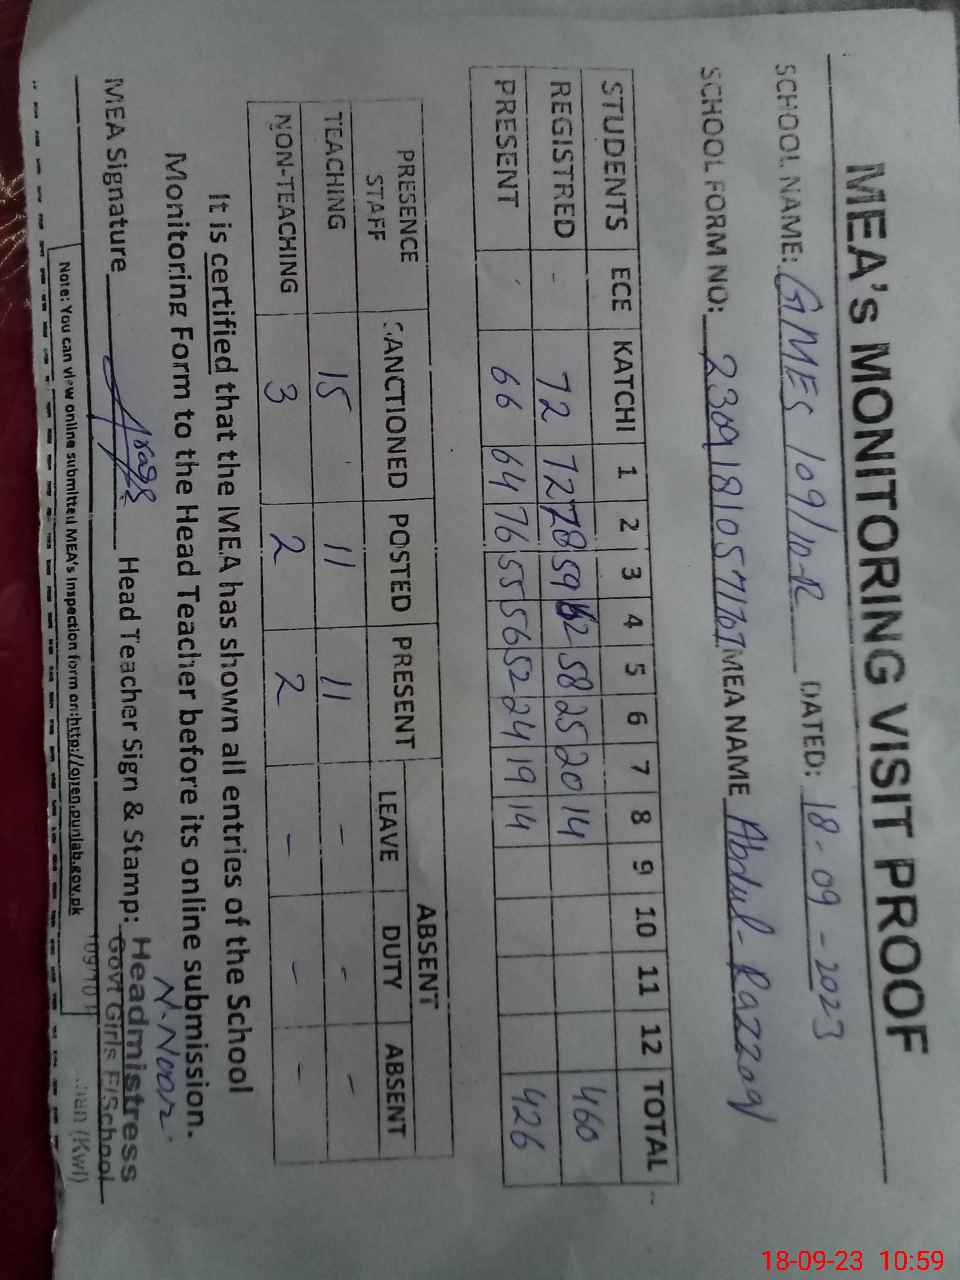 MEA's MONITORING VISIT PROOF
SCHOOL NAME: GMES 109/10-R DATED: 18-09-2023
SCHOOL FORM NO: MEA NAME Abdul-Razzaq
STUDENTS ECE KATCHI 1 2 3 4 5 6 7 8 9 10 11 12 TOTAL
REGISTRED - 72 72 78 59 62 58 25 20 14 460
PRESENT - 66 64 76 55 56 52 24 19 14 426
PRESENCE STAFF SANCTIONED POSTED PRESENT ABSENT
LEAVE DUTY ABSENT
TEACHING 15 11 11 - - -
NON-TEACHING 3 2 2 - - -
It is certified that the MEA has shown all entries of the School
Monitoring Form to the Head Teacher before its online submission.
N-Noor
MEA Signature Head Teacher Sign & Stamp: Headmistress
Govt Girls E/School
109/10 (Kwl)
Note: You can view online submitted MEA's Inspection form on:http://open.punjab.gov.pk
18-09-23 10:59